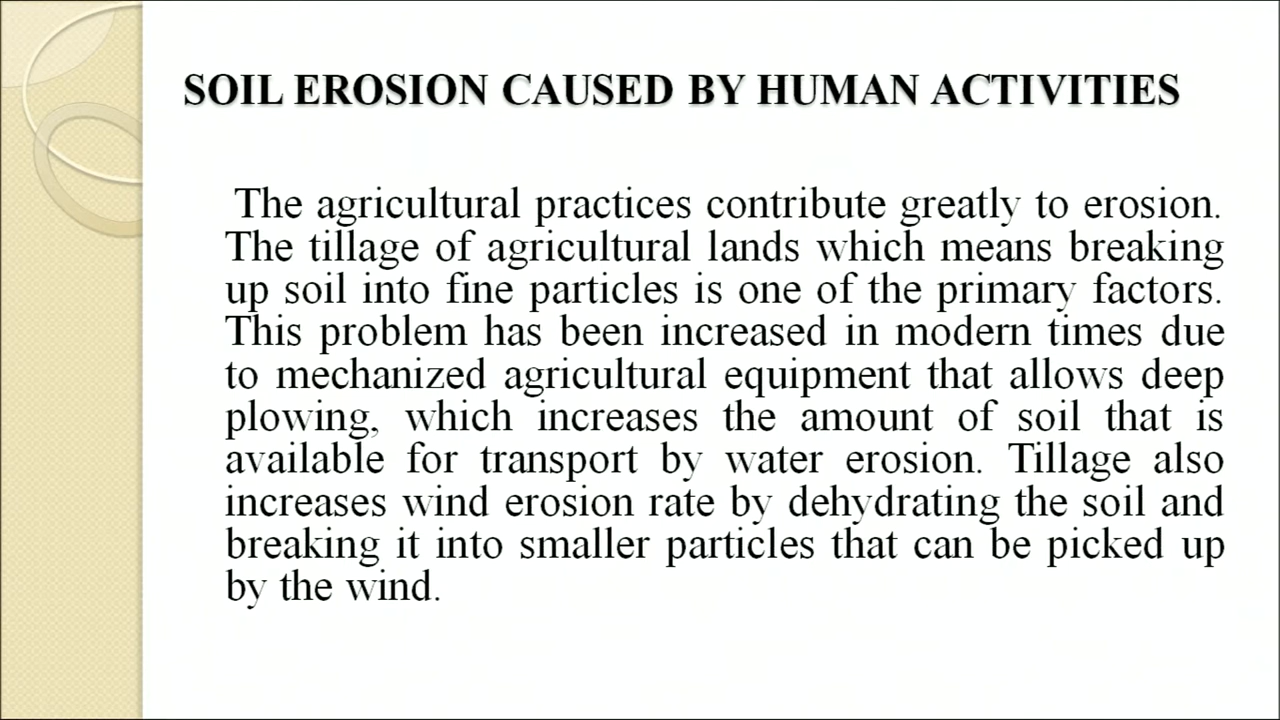 SOIL EROSION CAUSED BY HUMAN ACTIVITIES
The agricultural practices contribute greatly to erosion.
The tillage of agricultural lands which means breaking
up soil into fine particles is one of the primary factors.
This problem has been increased in modern times due
to mechanized agricultural equipment that allows deep
plowing, which increases the amount of soil that is
available for transport by water erosion. Tillage also
increases wind erosion rate by dehydrating the soil and
breaking it into smaller particles that can be picked up
by the wind.